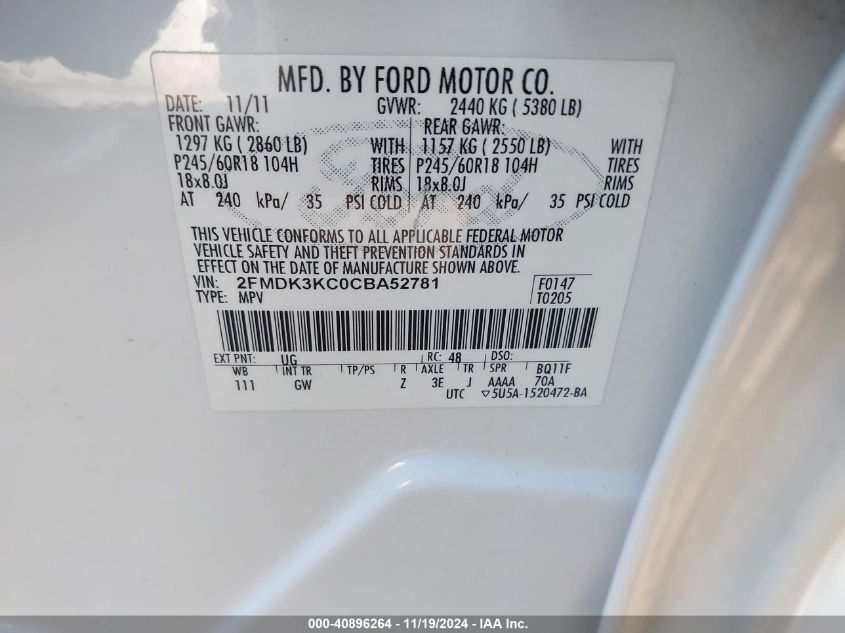 MFD. BY FORD MOTOR CO.
DATE: 11/11 GVWR: 2440 KG ( 5380 LB)
FRONT GAWR: REAR GAWR:
1297 KG ( 2860 LB) WITH 1157 KG ( 2550 LB) WITH
P245/60R18 104H TIRES P245/60R18 104H TIRES
18x8.0J RIMS 18x8.0J RIMS
AT 240 kPa/ 35 PSI COLD AT 240 kPa/ 35 PSI COLD
THIS VEHICLE CONFORMS TO ALL APPLICABLE FEDERAL MOTOR
VEHICLE SAFETY AND THEFT PREVENTION STANDARDS IN
EFFECT ON THE DATE OF MANUFACTURE SHOWN ABOVE.
VIN: 2FMDK3KC0CBA52781 F0147
TYPE: MPV T0205
EXT PNT: UG RC: 48 DSO:
WB INT TR TP/PS R AXLE TR SPR BQ11F
111 GW Z 3E J AAAA 70A
UTC ▽5U5A-1520472-BA
000-40896264 - 11/19/2024 - IAA Inc.